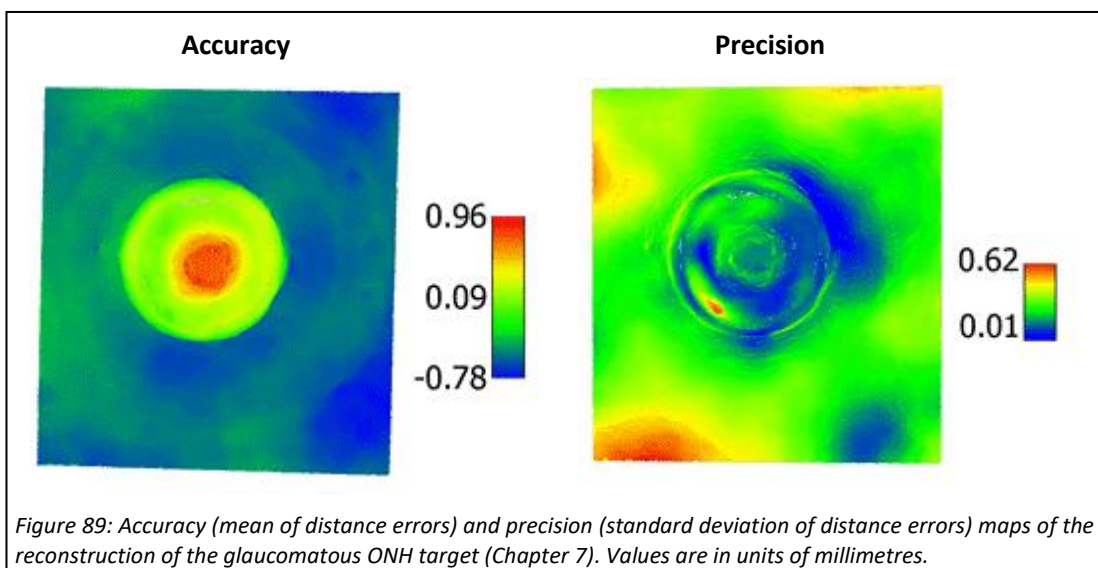 Accuracy
Precision
0.96
0.09
-0.78
0.62
0.01
Figure 89: Accuracy (mean of distance errors) and precision (standard deviation of distance errors) maps of the
reconstruction of the glaucomatous ONH target (Chapter 7). Values are in units of millimetres.